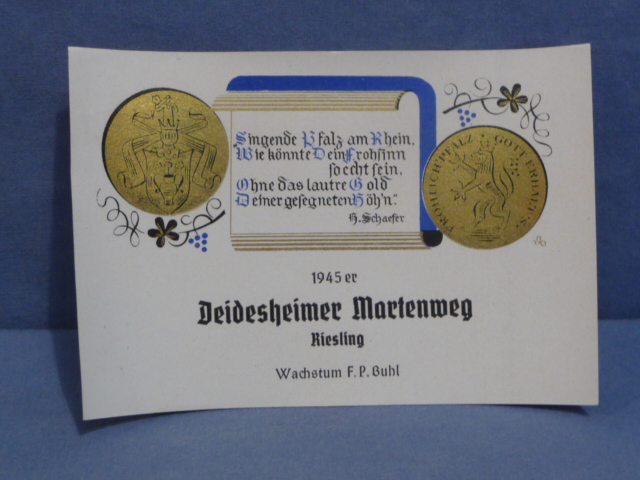 Singende Pfalz am Rhein,
Wie könnte Dein Frohsinn
so echt sein,
Ohne das lautre Gold
Deiner gesegneten Höh'n".
H. Schaefer
FRÖHLICH PFALZ · GOTT ERHALT'S ·
1945 er
Deidesheimer Martenweg
Riesling
Wachstum F. P. Buhl